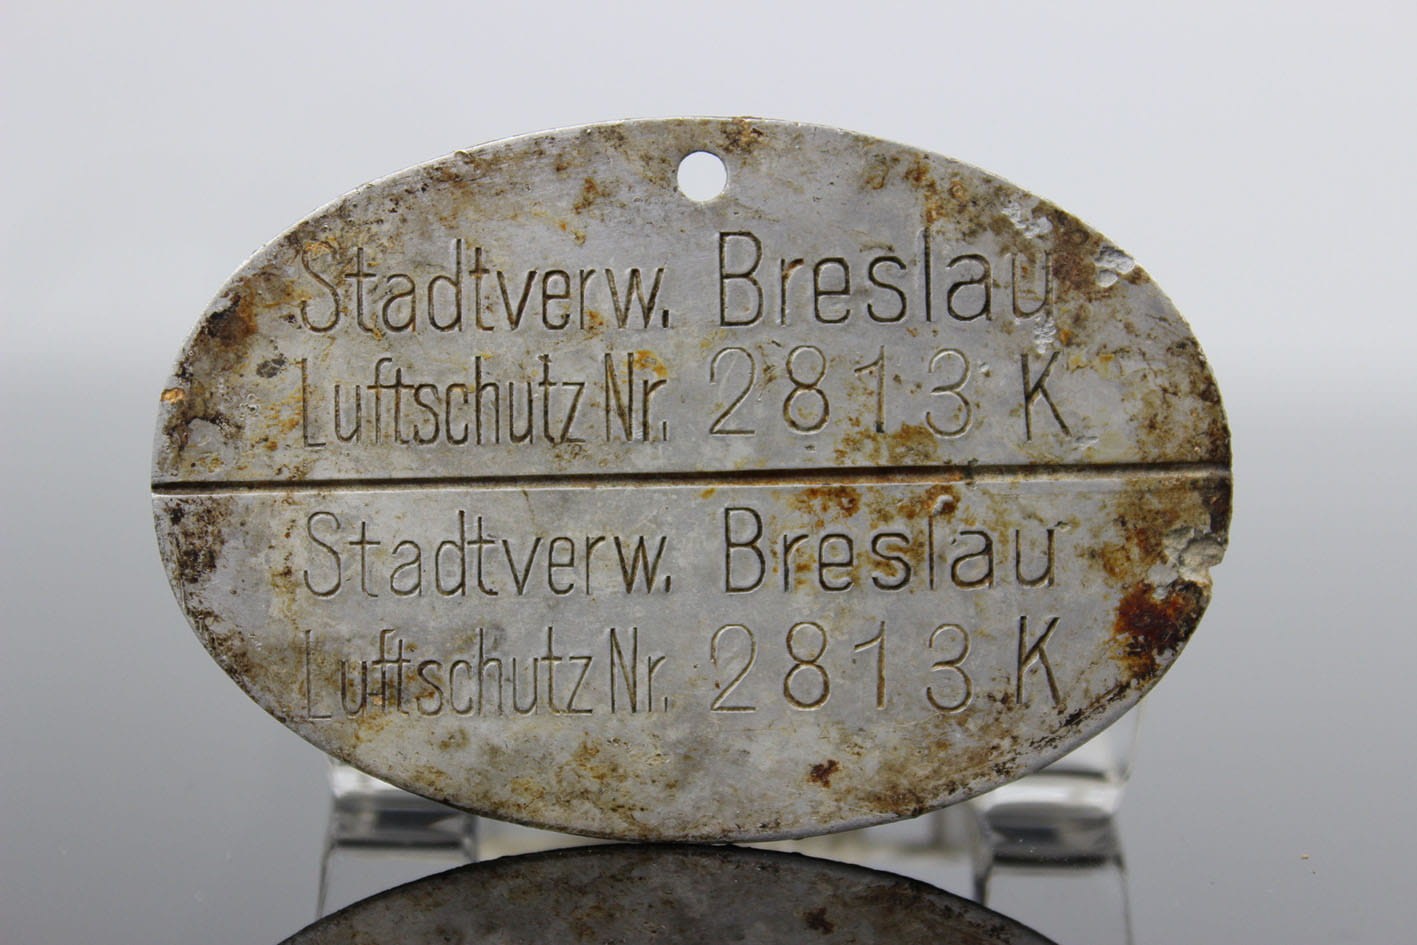 Stadtverw. Breslau
Luftschutz Nr. 2813 K
Stadtverw. Breslau
Luftschutz Nr. 2813 K